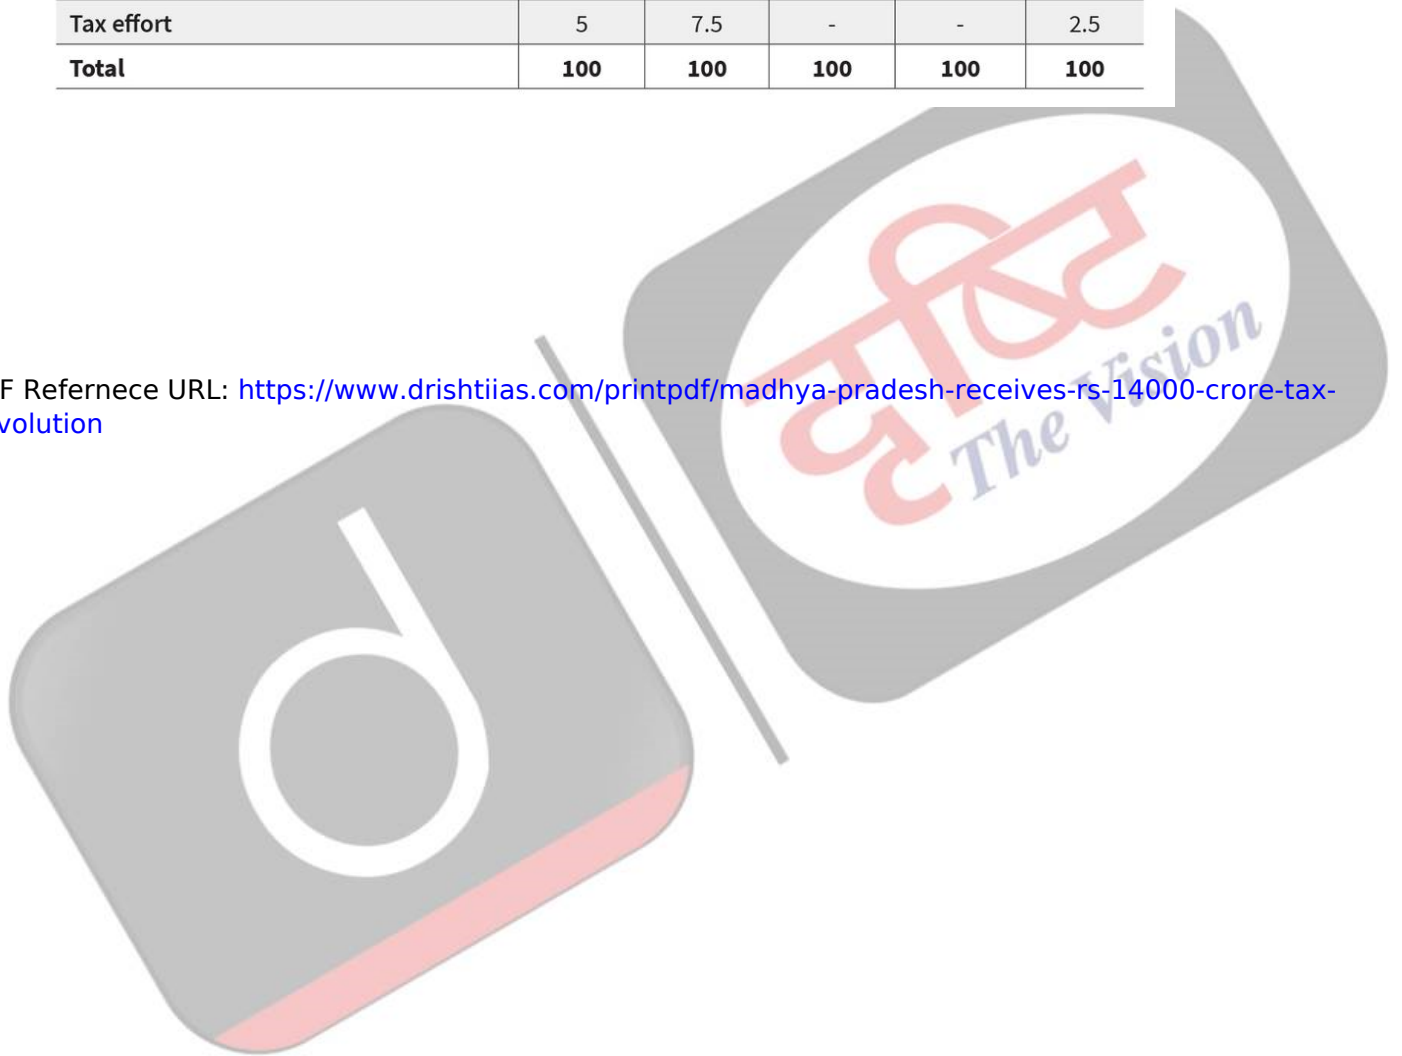 Tax effort 5 7.5 - - 2.5
Total 100 100 100 100 100
F Refernece URL: https://www.drishtiias.com/printpdf/madhya-pradesh-receives-rs-14000-crore-tax-
volution
दृष्टि
The Vision
d